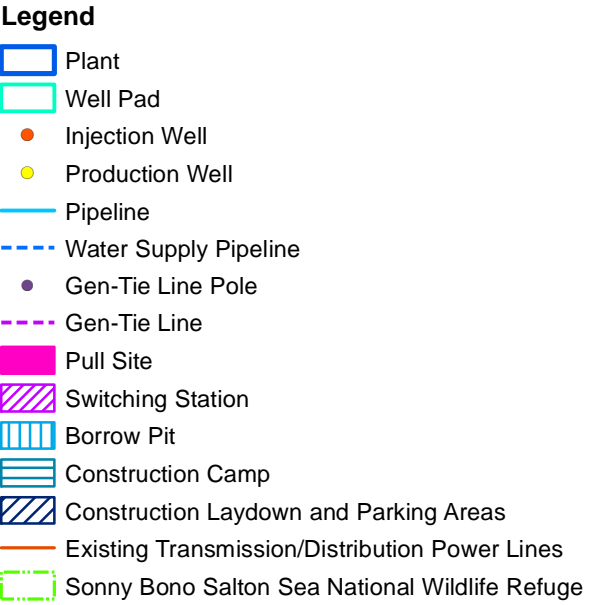 Legend
Plant
Well Pad
Injection Well
Production Well
Pipeline
Water Supply Pipeline
Gen-Tie Line Pole
Gen-Tie Line
Pull Site
Switching Station
Borrow Pit
Construction Camp
Construction Laydown and Parking Areas
Existing Transmission/Distribution Power Lines
Sonny Bono Salton Sea National Wildlife Refuge